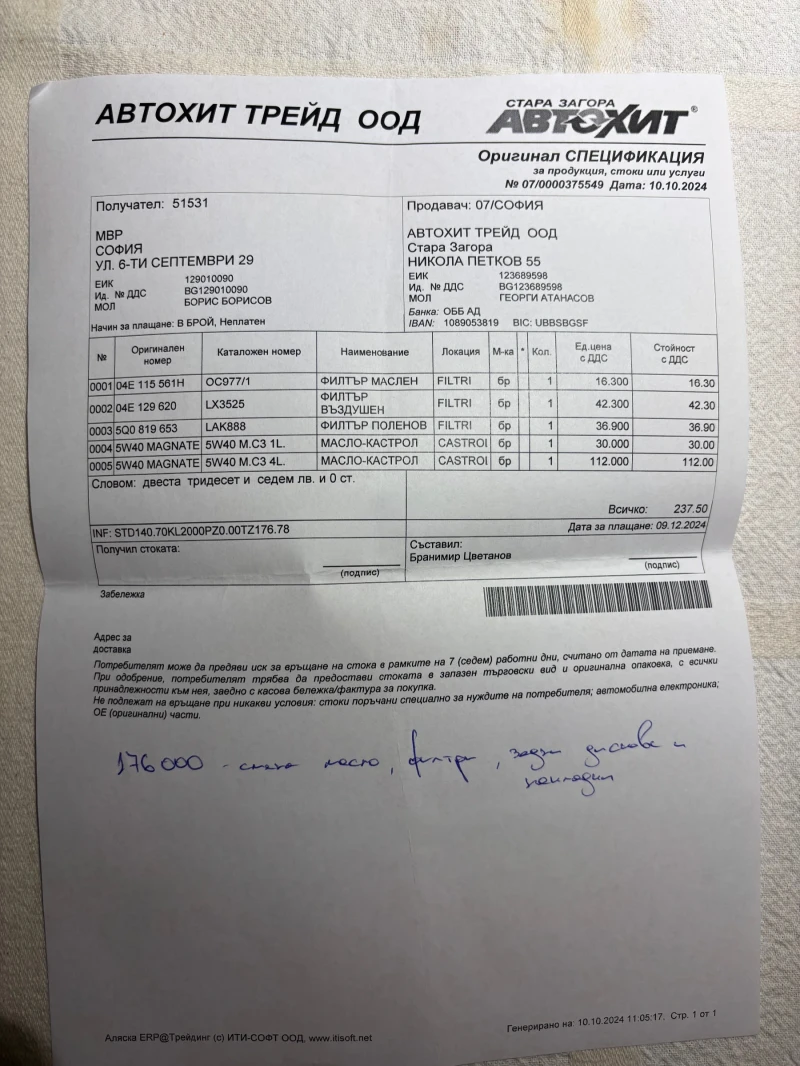 АВТОХИТ ТРЕЙД ООД
СТАРА ЗАГОРА
АВТОХИТ®
Оригинал СПЕЦИФИКАЦИЯ
за продукция, стоки или услуги
№ 07/0000375549 Дата: 10.10.2024
Получател: 51531
МВР
СОФИЯ
УЛ. 6-ТИ СЕПТЕМВРИ 29
ЕИК 129010090
Ид. № ДДС BG129010090
МОЛ БОРИС БОРИСОВ
Начин за плащане: В БРОЙ, Неплатен
Продавач: 07/СОФИЯ
АВТОХИТ ТРЕЙД ООД
Стара Загора
НИКОЛА ПЕТКОВ 55
ЕИК 123689598
Ид. № ДДС BG123689598
МОЛ ГЕОРГИ АТАНАСОВ
Банка: ОББ АД
IBAN: 1089053819 BIC: UBBSBGSF
№ Оригинален номер Каталожен номер Наименование Локация М-ка * Кол. Ед.цена с ДДС Стойност с ДДС
0001 04E 115 561H OC977/1 ФИЛТЪР МАСЛЕН FILTRI бр 1 16.300 16.30
0002 04E 129 620 LX3525 ФИЛТЪР ВЪЗДУШЕН FILTRI бр 1 42.300 42.30
0003 5Q0 819 653 LAK888 ФИЛТЪР ПОЛЕНОВ FILTRI бр 1 36.900 36.90
0004 5W40 MAGNATE 5W40 M.C3 1L. МАСЛО-КАСТРОЛ CASTROL бр 1 30.000 30.00
0005 5W40 MAGNATE 5W40 M.C3 4L. МАСЛО-КАСТРОЛ CASTROL бр 1 112.000 112.00
Словом: двеста тридесет и седем лв. и 0 ст.
Всичко: 237.50
INF: STD140.70KL2000PZ0.00TZ176.78
Дата за плащане: 09.12.2024
Получил стоката:
(подпис)
Съставил:
Бранимир Цветанов
(подпис)
Забележка
Адрес за
доставка
Потребителят може да предяви иск за връщане на стока в рамките на 7 (седем) работни дни, считано от датата на приемане.
При одобрение, потребителят трябва да предостави стоката в запазен търговски вид и оригинална опаковка, с всички
принадлежности към нея, заедно с касова бележка/фактура за покупка.
Не подлежат на връщане при никакви условия: стоки поръчани специално за нуждите на потребителя; автомобилна електроника;
ОЕ (оригинални) части.
176000 - смяна масло, филтри, задни дискове и
накладки
Аляска ERP@Трейдинг (c) ИТИ-СОФТ ООД, www.itisoft.net
Генерирано на: 10.10.2024 11:05:17. Стр. 1 от 1